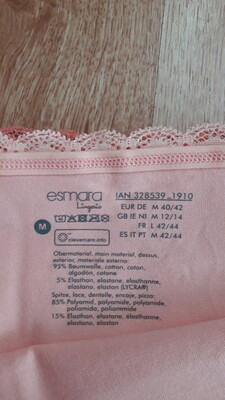 esmara
Lingerie
IAN 328539_1910
EUR DE M 40/42
GB IE NI M 12/14
FR L 42/44
ES IT PT M 42/44
M
clevercare.info
Obermaterial, main material, dessus,
exterior, materiale esterno:
95% Baumwolle, cotton, coton,
algodón, cotone
5% Elasthan, elastane, élasthanne,
elastano, elastan (LYCRA®)
Spitze, lace, dentelle, encaje, pizzo:
85% Polyamid, polyamide, polyamide,
poliamida, poliammide
15% Elasthan, elastane, élasthanne,
elastano, elastan